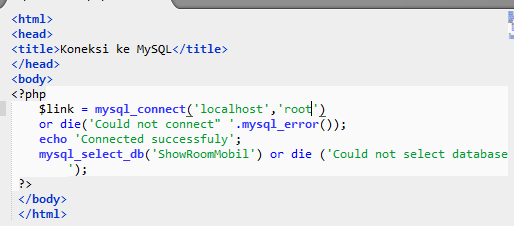 <html>
<head>
<title>Koneksi ke MySQL</title>
</head>
<body>
<?php
$link = mysql_connect('localhost','root')
or die('Could not connect" '.mysql_error());
echo 'Connected successfuly';
mysql_select_db('ShowRoomMobil') or die ('Could not select database
');
?>
</body>
</html>